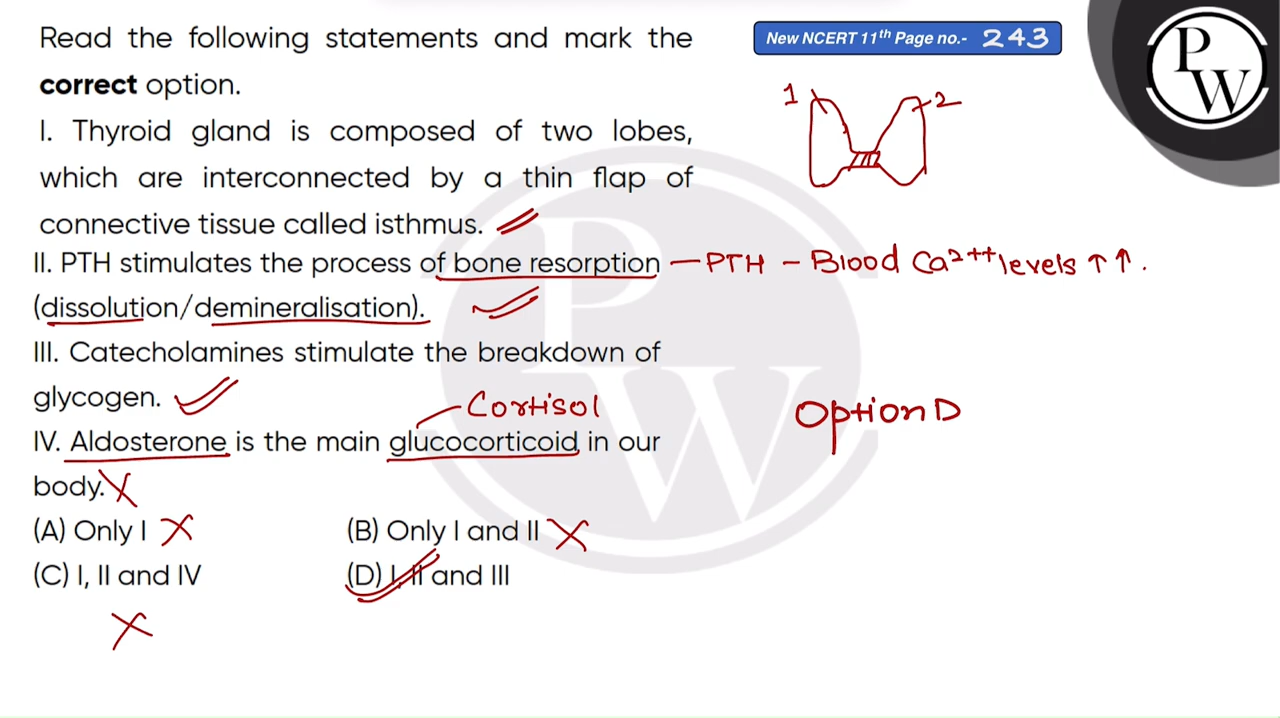 Read the following statements and mark the
correct option.
I. Thyroid gland is composed of two lobes,
which are interconnected by a thin flap of
connective tissue called isthmus.
II. PTH stimulates the process of bone resorption
(dissolution/demineralisation).
III. Catecholamines stimulate the breakdown of
glycogen.
Cortisol
IV. Aldosterone is the main glucocorticoid in our
body.
(A) Only I
(B) Only I and II
(C) I, II and IV
(D) I, II and III
New NCERT 11th Page no.- 243
1
2
PTH - Blood Ca2++ levels ↑↑.
Option D
PW
PW